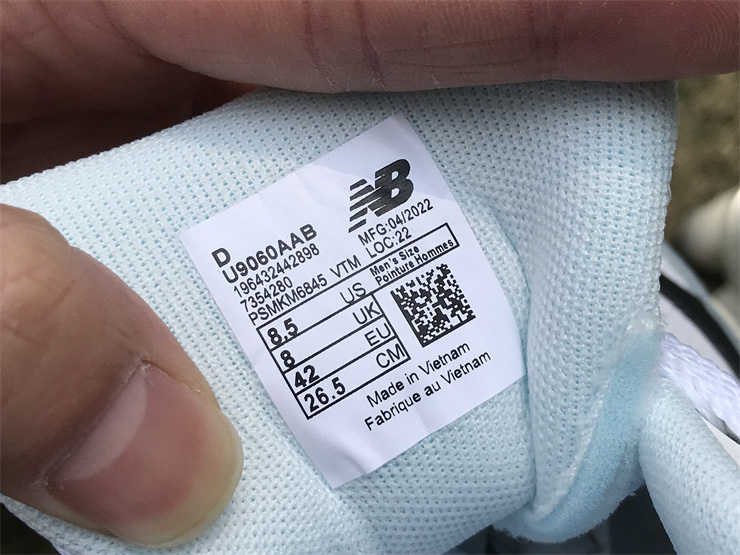 NB
D
U9060AAB
196432442898
7354280
PSMKM6845 VTM
MFG:04/2022
LOC:22
Men's Size
Pointure Hommes
8.5 US
8 UK
42 EU
26.5 CM
Made in Vietnam
Fabrique au Vietnam